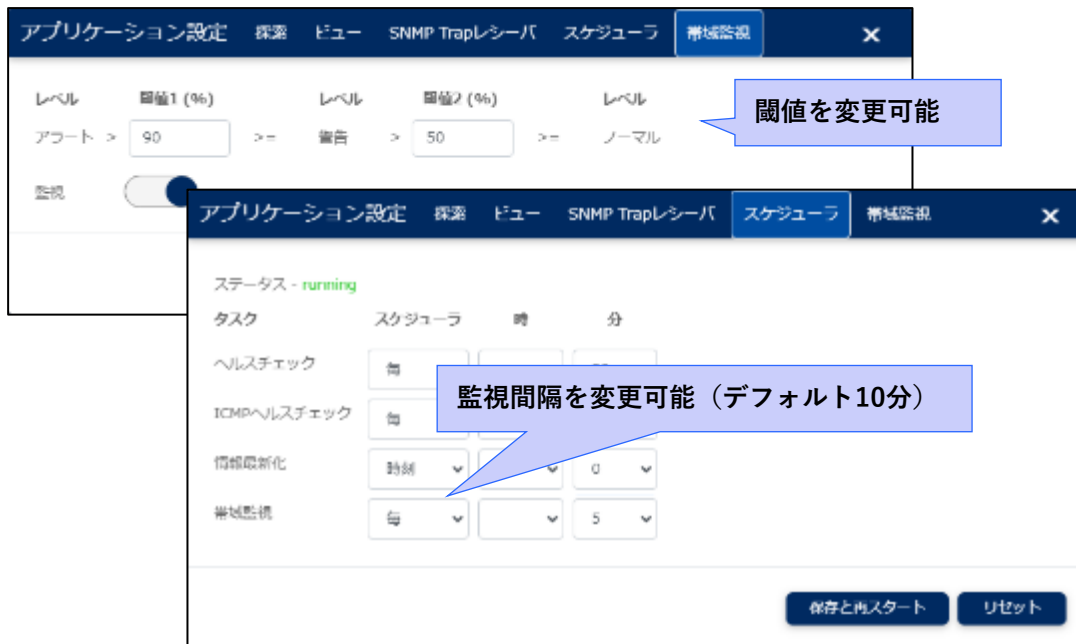 アプリケーション設定 探索 ビュー SNMP Trapレシーバ スケジューラ 帯域監視 ×
レベル 閾値1 (%) レベル 閾値2 (%) レベル
アラート > 90 >= 警告 > 50 >= ノーマル
監視
閾値を変更可能
アプリケーション設定 探索 ビュー SNMP Trapレシーバ スケジューラ 帯域監視 ×
ステータス - running
タスク スケジューラ 時 分
ヘルスチェック 毎
ICMPヘルスチェック 毎
情報最新化 時刻 0
帯域監視 毎 5
監視間隔を変更可能（デフォルト10分）
保存と再スタート リセット